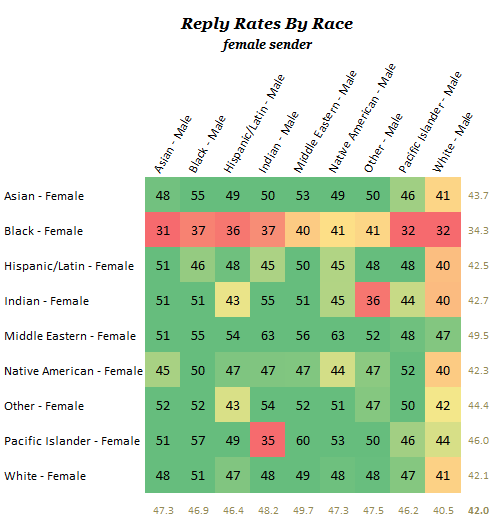 Reply Rates By Race
female sender
Asian - Male
Black - Male
Hispanic/Latin - Male
Indian - Male
Middle Eastern - Male
Native American - Male
Other - Male
Pacific Islander - Male
White - Male
Asian - Female 48 55 49 50 53 49 50 46 41 43.7
Black - Female 31 37 36 37 40 41 41 32 32 34.3
Hispanic/Latin - Female 51 46 48 45 50 45 48 48 40 42.5
Indian - Female 51 51 43 55 51 45 36 44 40 42.7
Middle Eastern - Female 51 55 54 63 56 63 52 48 47 49.5
Native American - Female 45 50 47 47 47 44 47 52 40 42.3
Other - Female 52 52 43 54 52 51 47 50 42 44.4
Pacific Islander - Female 51 57 49 35 60 53 50 46 44 46.0
White - Female 48 51 47 48 49 48 48 47 41 42.1
47.3 46.9 46.4 48.2 49.7 47.3 47.5 46.2 40.5 42.0